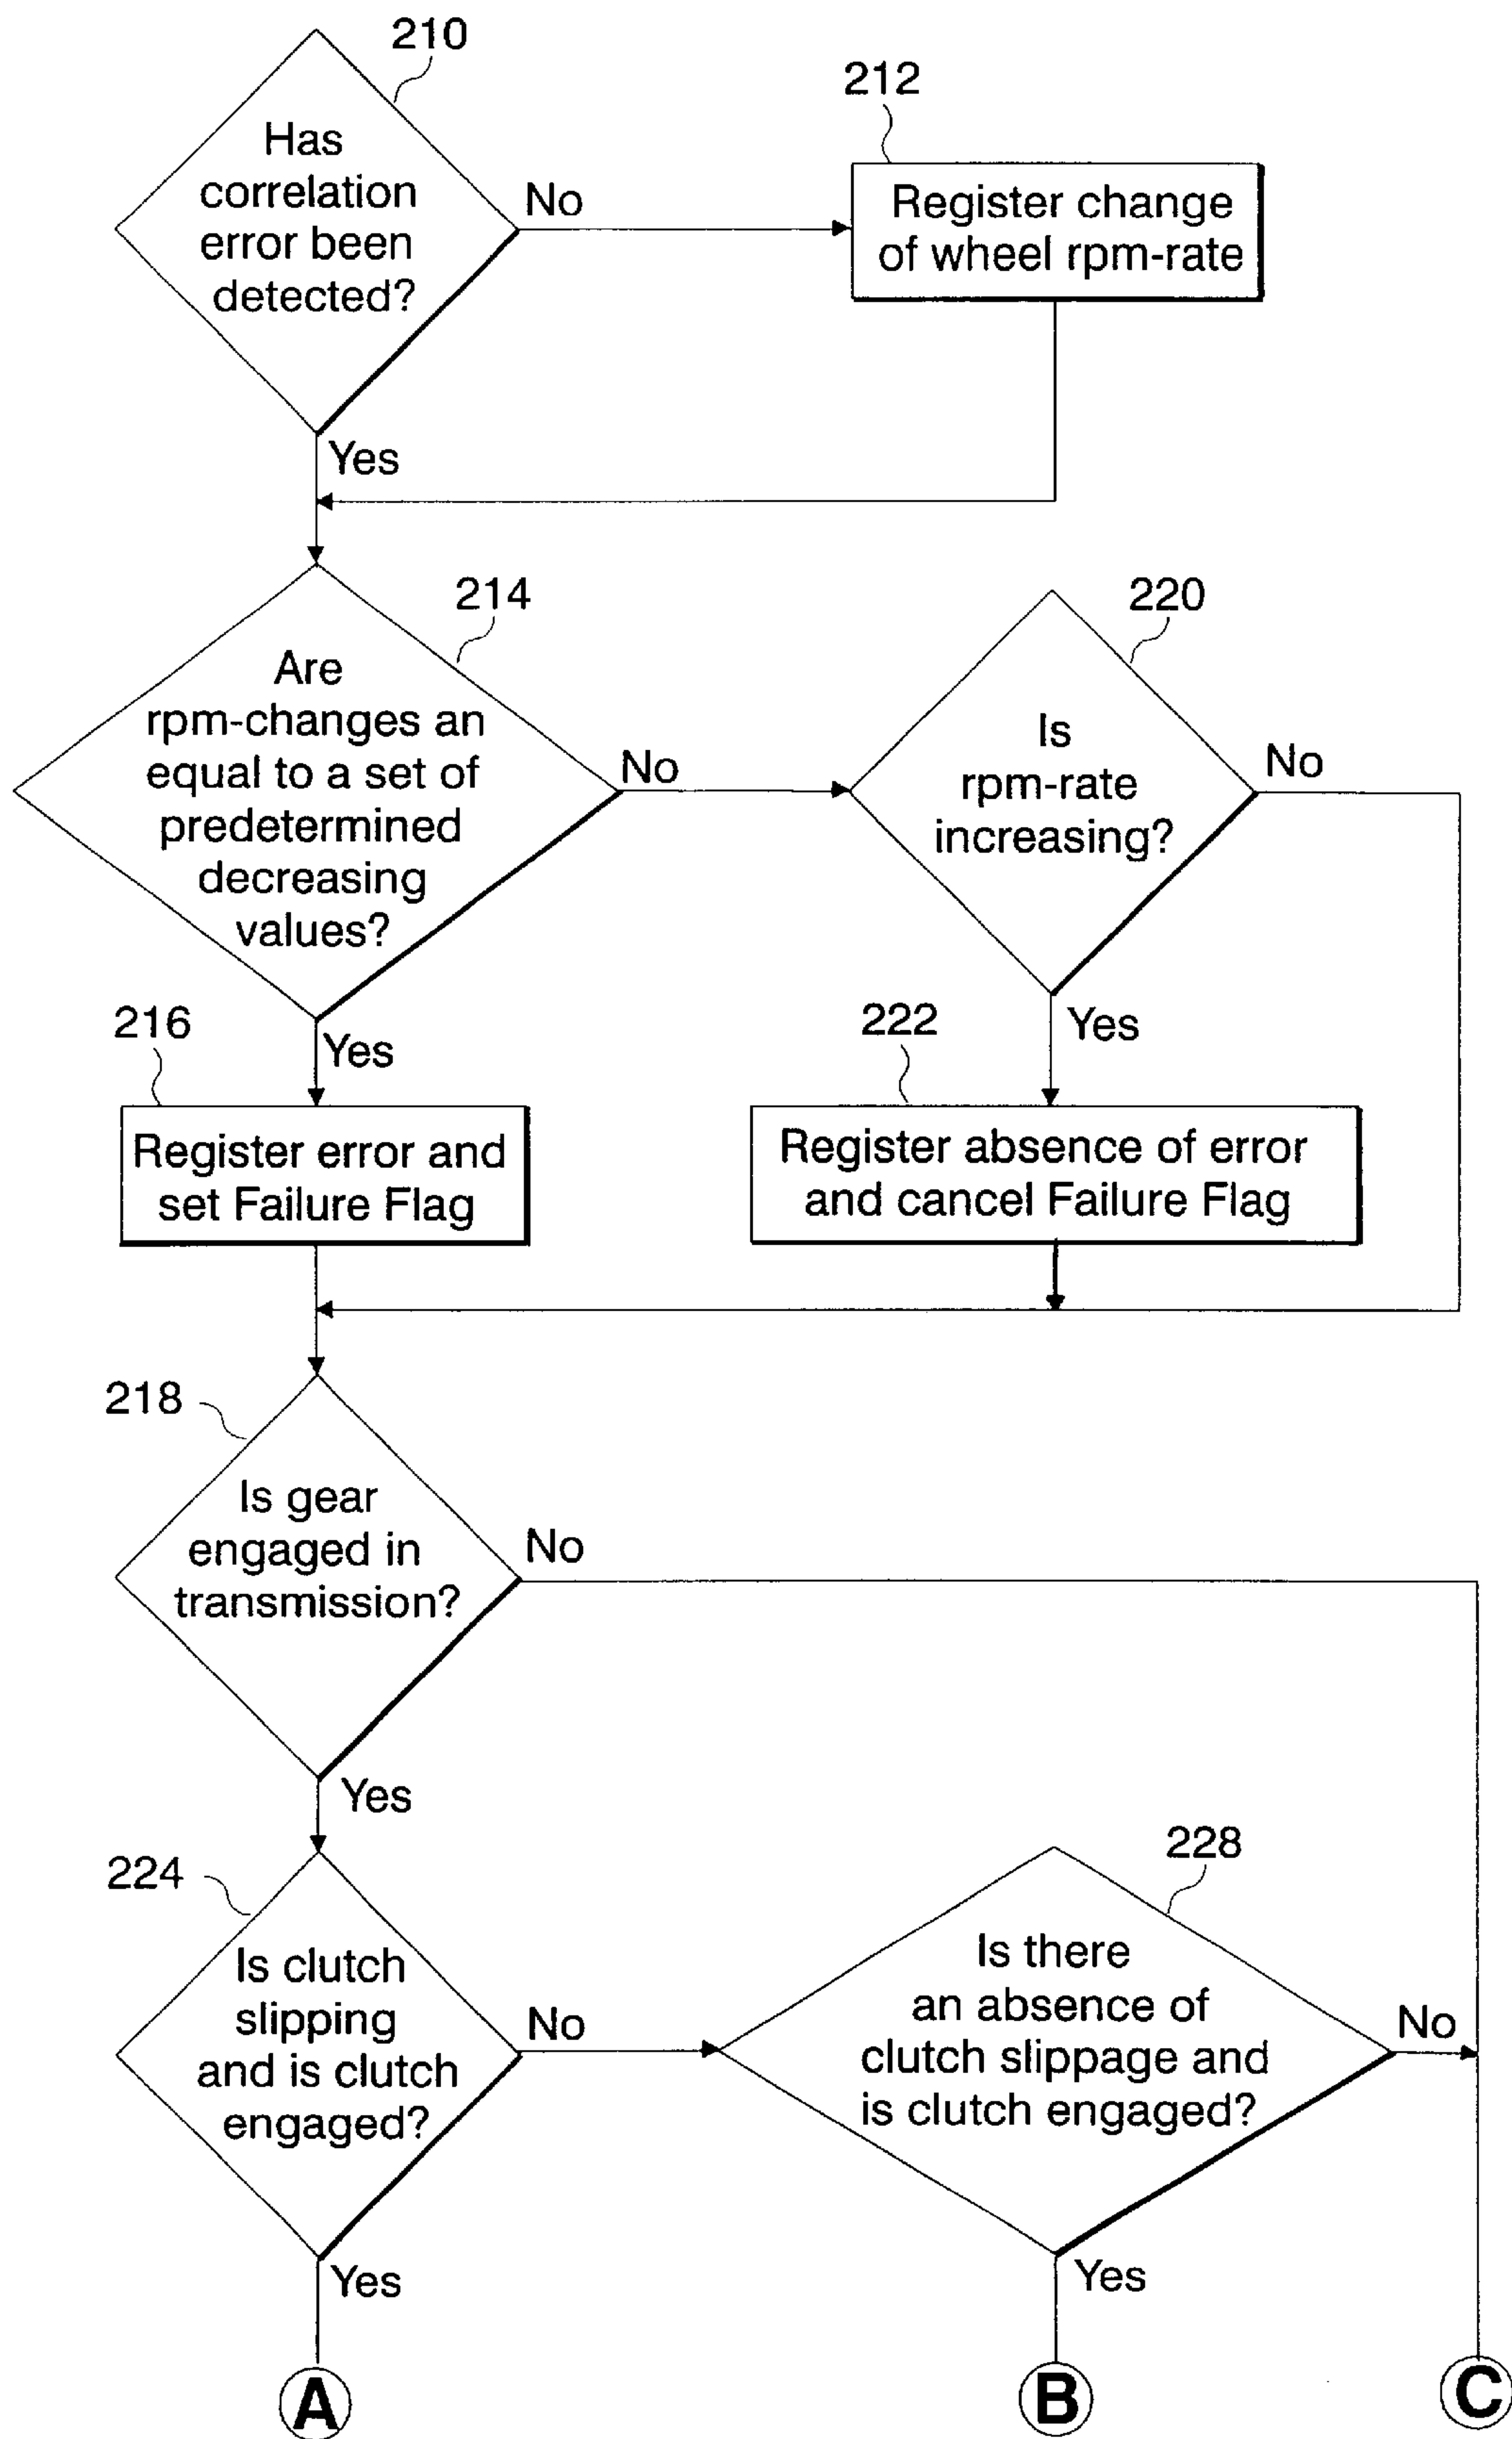 210
Has
correlation
error been
detected?
No
Yes
212
Register change
of wheel rpm-rate
214
Are
rpm-changes an
equal to a set of
predetermined
decreasing
values?
No
Yes
220
Is
rpm-rate
increasing?
No
Yes
216
Register error and
set Failure Flag
222
Register absence of error
and cancel Failure Flag
218
Is gear
engaged in
transmission?
No
Yes
224
Is clutch
slipping
and is clutch
engaged?
No
Yes
228
Is there
an absence of
clutch slippage and
is clutch engaged?
No
Yes
A
B
C